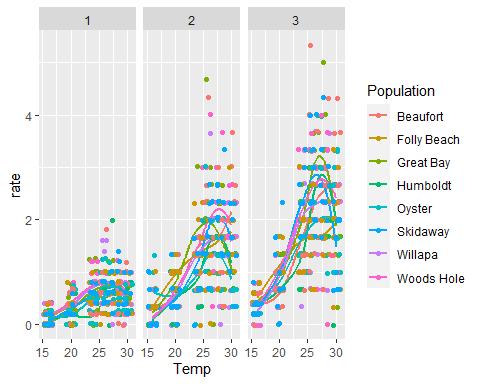 1 2 3
Population
Beaufort
Folly Beach
Great Bay
Humboldt
Oyster
Skidaway
Willapa
Woods Hole
rate
4
2
0
15 20 25 30 15 20 25 30 15 20 25 30
Temp